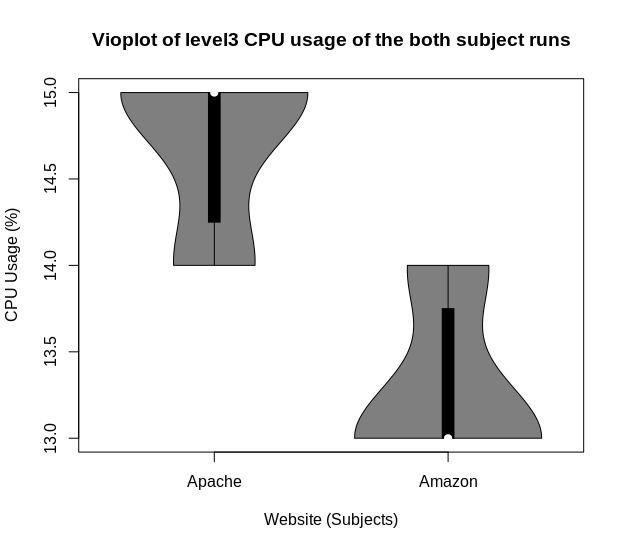 Vioplot of level3 CPU usage of the both subject runs
CPU Usage (%)
15.0
14.5
14.0
13.5
13.0
Apache
Amazon
Website (Subjects)